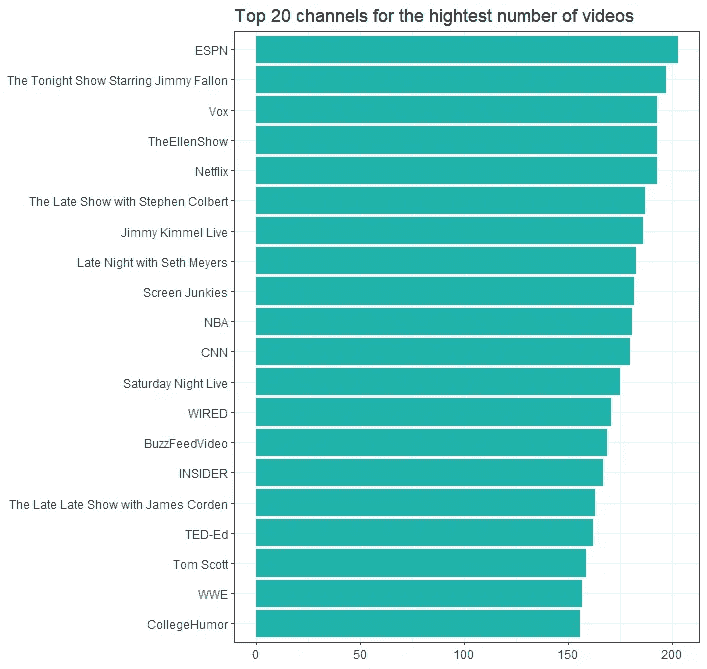 Top 20 channels for the hightest number of videos
ESPN
The Tonight Show Starring Jimmy Fallon
Vox
TheEllenShow
Netflix
The Late Show with Stephen Colbert
Jimmy Kimmel Live
Late Night with Seth Meyers
Screen Junkies
NBA
CNN
Saturday Night Live
WIRED
BuzzFeedVideo
INSIDER
The Late Late Show with James Corden
TED-Ed
Tom Scott
WWE
CollegeHumor
0 50 100 150 200